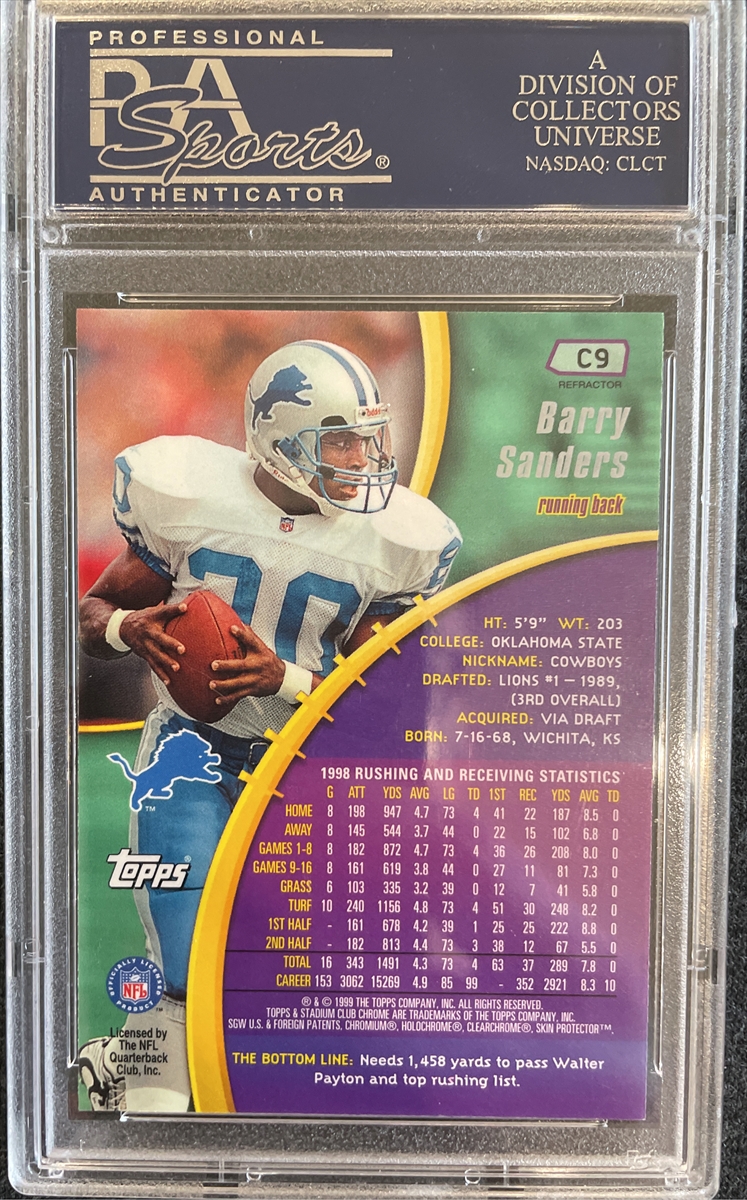 PROFESSIONAL
PSA
Sports®
AUTHENTICATOR
A
DIVISION OF
COLLECTORS
UNIVERSE
NASDAQ: CLCT
C9
REFRACTOR
Barry
Sanders
running back
Riddell
NFL
20
20
HT: 5'9" WT: 203
COLLEGE: OKLAHOMA STATE
NICKNAME: COWBOYS
DRAFTED: LIONS #1 – 1989,
(3RD OVERALL)
ACQUIRED: VIA DRAFT
BORN: 7-16-68, WICHITA, KS
TM
1998 RUSHING AND RECEIVING STATISTICS
G ATT YDS AVG LG TD 1ST REC YDS AVG TD
HOME 8 198 947 4.7 73 4 41 22 187 8.5 0
AWAY 8 145 544 3.7 44 0 22 15 102 6.8 0
GAMES 1-8 8 182 872 4.7 73 4 36 26 208 8.0 0
GAMES 9-16 8 161 619 3.8 44 0 27 11 81 7.3 0
GRASS 6 103 335 3.2 39 0 12 7 41 5.8 0
TURF 10 240 1156 4.8 73 4 51 30 248 8.2 0
1ST HALF - 161 678 4.2 39 1 25 25 222 8.8 0
2ND HALF - 182 813 4.4 73 3 38 12 67 5.5 0
TOTAL 16 343 1491 4.3 73 4 63 37 289 7.8 0
CAREER 153 3062 15269 4.9 85 99 - 352 2921 8.3 10
® & © 1999 THE TOPPS COMPANY, INC. ALL RIGHTS RESERVED.
TOPPS & STADIUM CLUB CHROME ARE TRADEMARKS OF THE TOPPS COMPANY, INC.
SGW U.S. & FOREIGN PATENTS. CHROMIUM®, HOLOCHROME®, CLEARCHROME®, SKIN PROTECTOR™.
THE BOTTOM LINE: Needs 1,458 yards to pass Walter
Payton and top rushing list.
topps®
OFFICIALLY LICENSED
NFL
PRODUCT™
Licensed by
The NFL
Quarterback
Club, Inc.